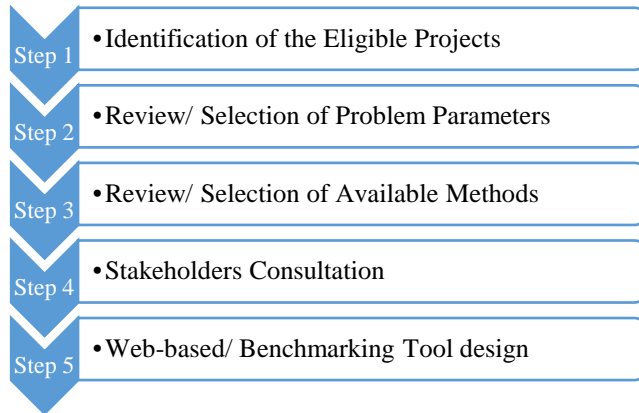 Step 1
•Identification of the Eligible Projects
Step 2
•Review/ Selection of Problem Parameters
Step 3
•Review/ Selection of Available Methods
Step 4
•Stakeholders Consultation
Step 5
•Web-based/ Benchmarking Tool design